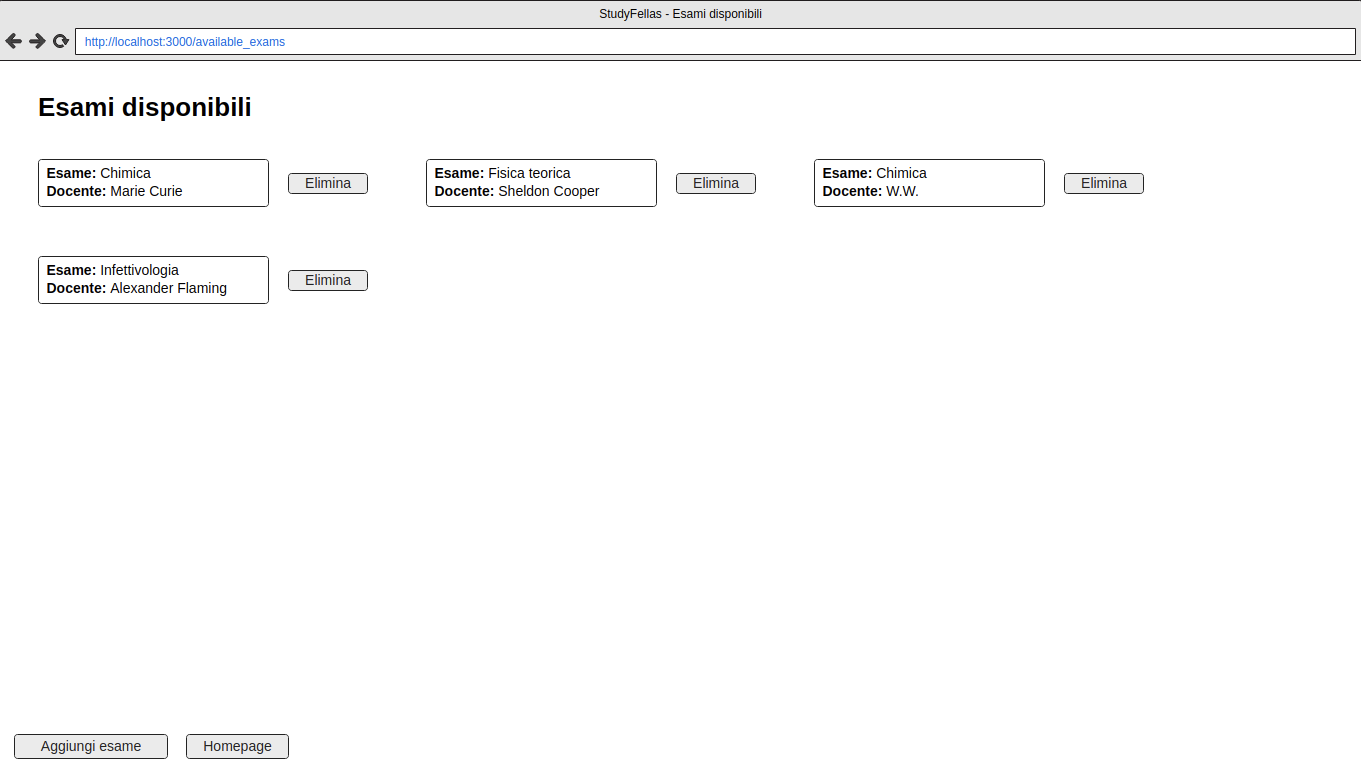 StudyFellas - Esami disponibili
http://localhost:3000/available_exams
Esami disponibili
Esame: Chimica
Docente: Marie Curie
Elimina
Esame: Fisica teorica
Docente: Sheldon Cooper
Elimina
Esame: Chimica
Docente: W.W.
Elimina
Esame: Infettivologia
Docente: Alexander Flaming
Elimina
Aggiungi esame
Homepage